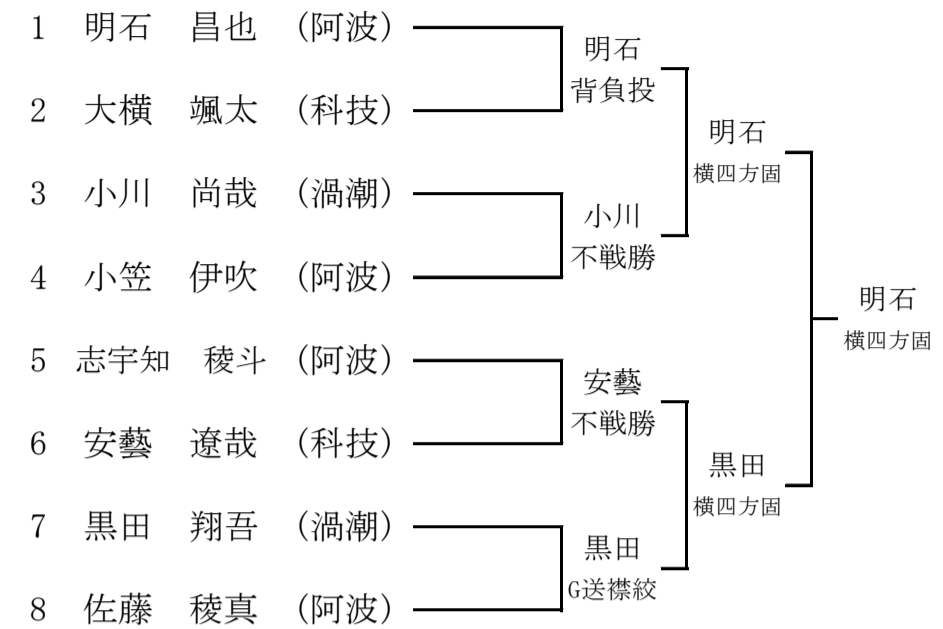 1 明石 昌也 （阿波）
2 大横 颯太 （科技）
3 小川 尚哉 （渦潮）
4 小笠 伊吹 （阿波）
5 志宇知 稜斗 （阿波）
6 安藝 遼哉 （科技）
7 黒田 翔吾 （渦潮）
8 佐藤 稜真 （阿波）
明石
背負投
小川
不戦勝
安藝
不戦勝
黒田
G送襟絞
明石
横四方固
黒田
横四方固
明石
横四方固